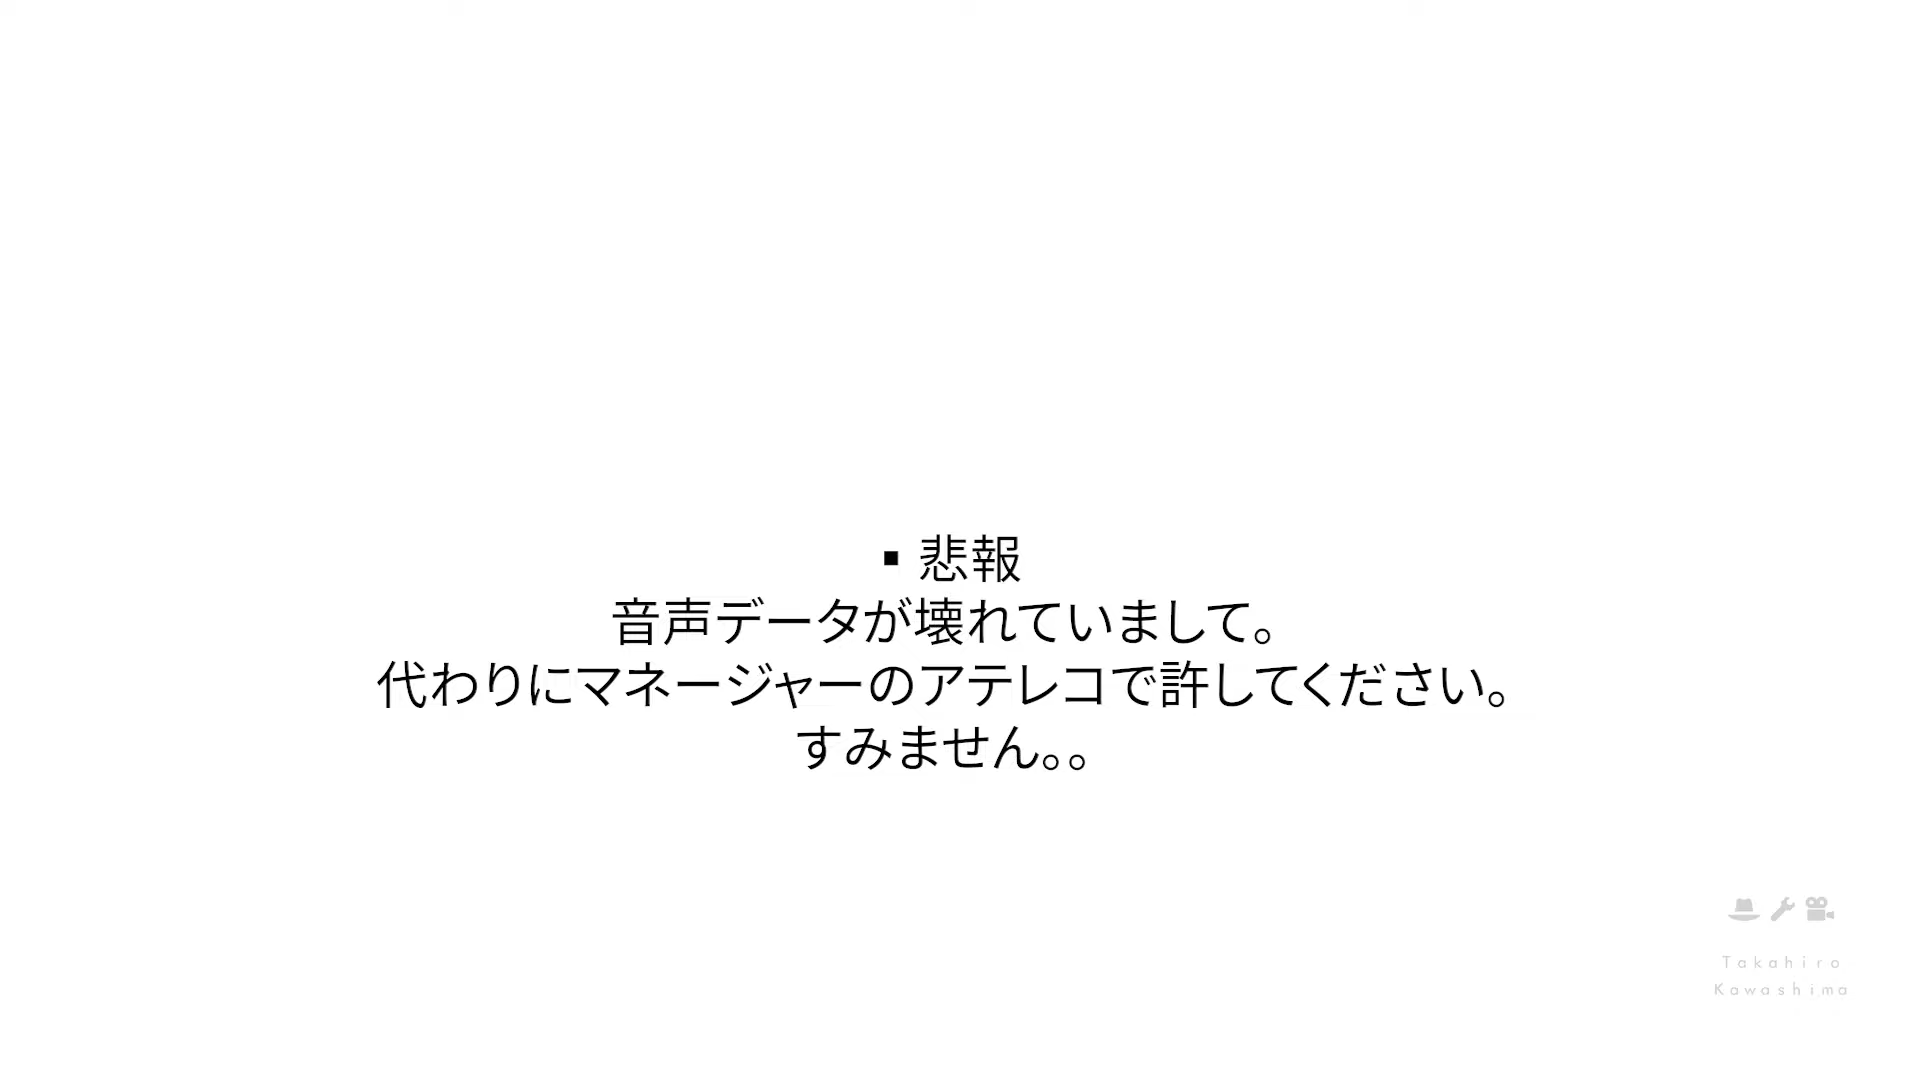 ▪ 悲報
音声データが壊れていまして。
代わりにマネージャーのアテレコで許してください。
すみません。。
Takahiro
Kawashima